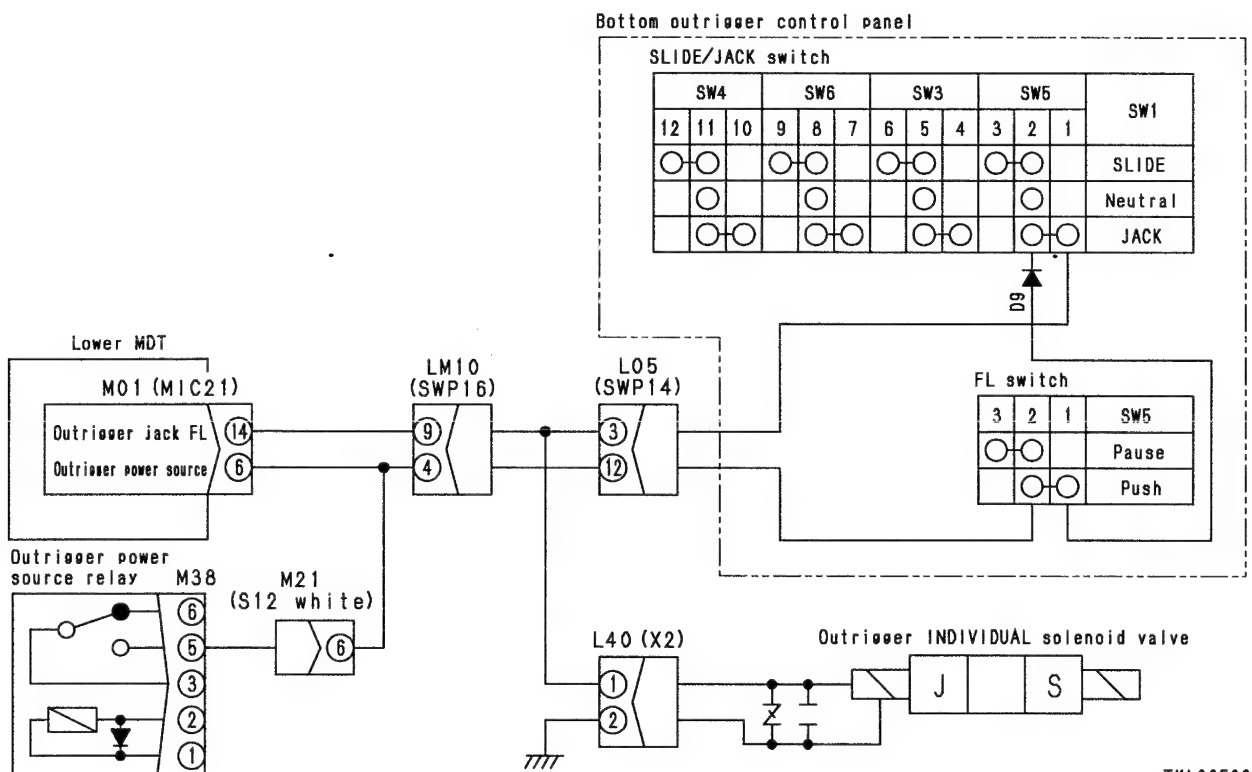 Bottom outrigger control panel
SLIDE/JACK switch
SW4 SW6 SW3 SW5 SW1
12 11 10 9 8 7 6 5 4 3 2 1
SLIDE
Neutral
JACK
D9
Lower MDT
M01 (MIC21)
LM10
(SWP16)
L05
(SWP14)
FL switch
3 2 1 SW5
Pause
Push
Outrigger jack FL 14 9 3
Outrigger power source 6 4 12
Outrigger power
source relay M38
M21
(S12 white)
6
5 6
3
2
1
L40 (X2)
Outrigger INDIVIDUAL solenoid valve
1
2
J S